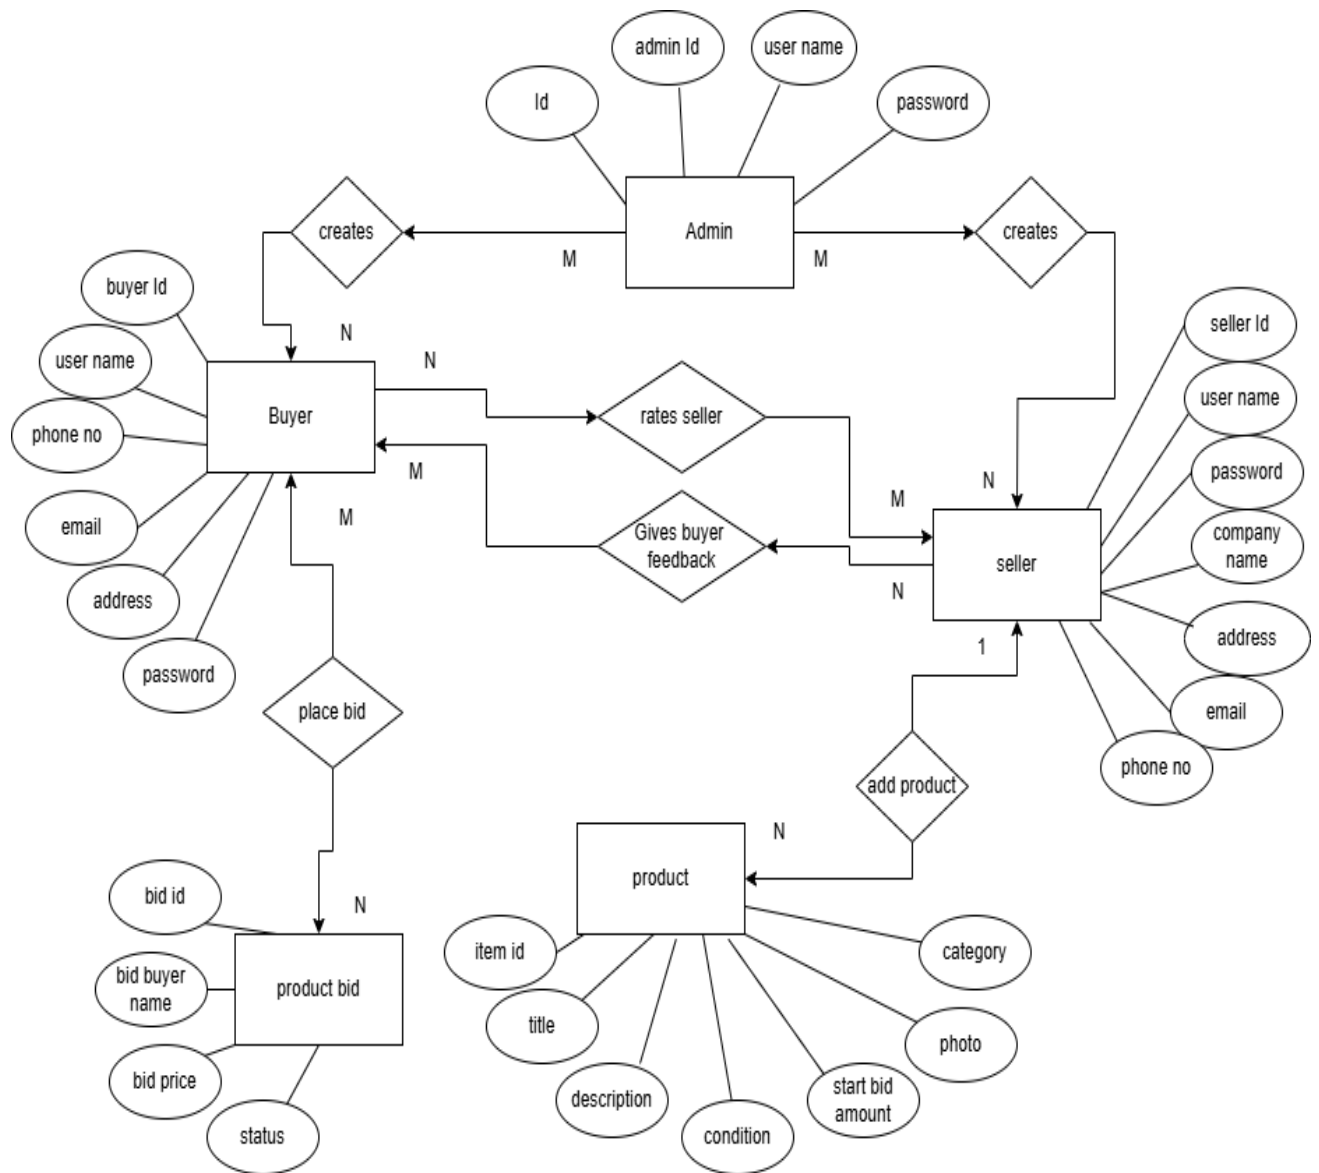 admin Id
user name
Id
password
creates
Admin
creates
M
M
buyer Id
seller Id
N
N
user name
user name
Buyer
rates seller
phone no
password
M
M
N
M
Gives buyer
feedback
company
name
email
seller
N
address
1
address
password
email
place bid
phone no
add product
N
product
bid id
N
item id
category
bid buyer
name
product bid
title
photo
bid price
description
start bid
amount
status
condition